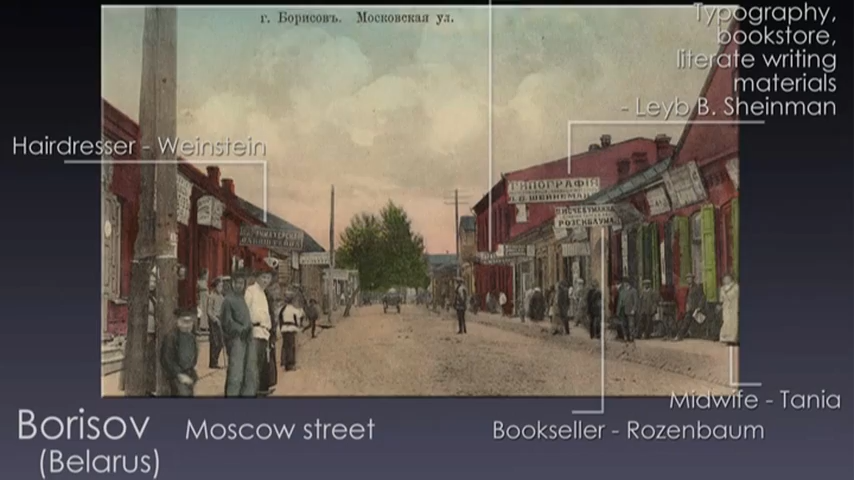 г. Борисовъ. Московская ул.
Typography,
bookstore,
literate writing
materials
- Leyb B. Sheinman
Hairdresser - Weinstein
ТИПОГРАФІЯ
РОЗЕНБАУМА
Midwife - Tania
Borisov Moscow street
Bookseller - Rozenbaum
(Belarus)